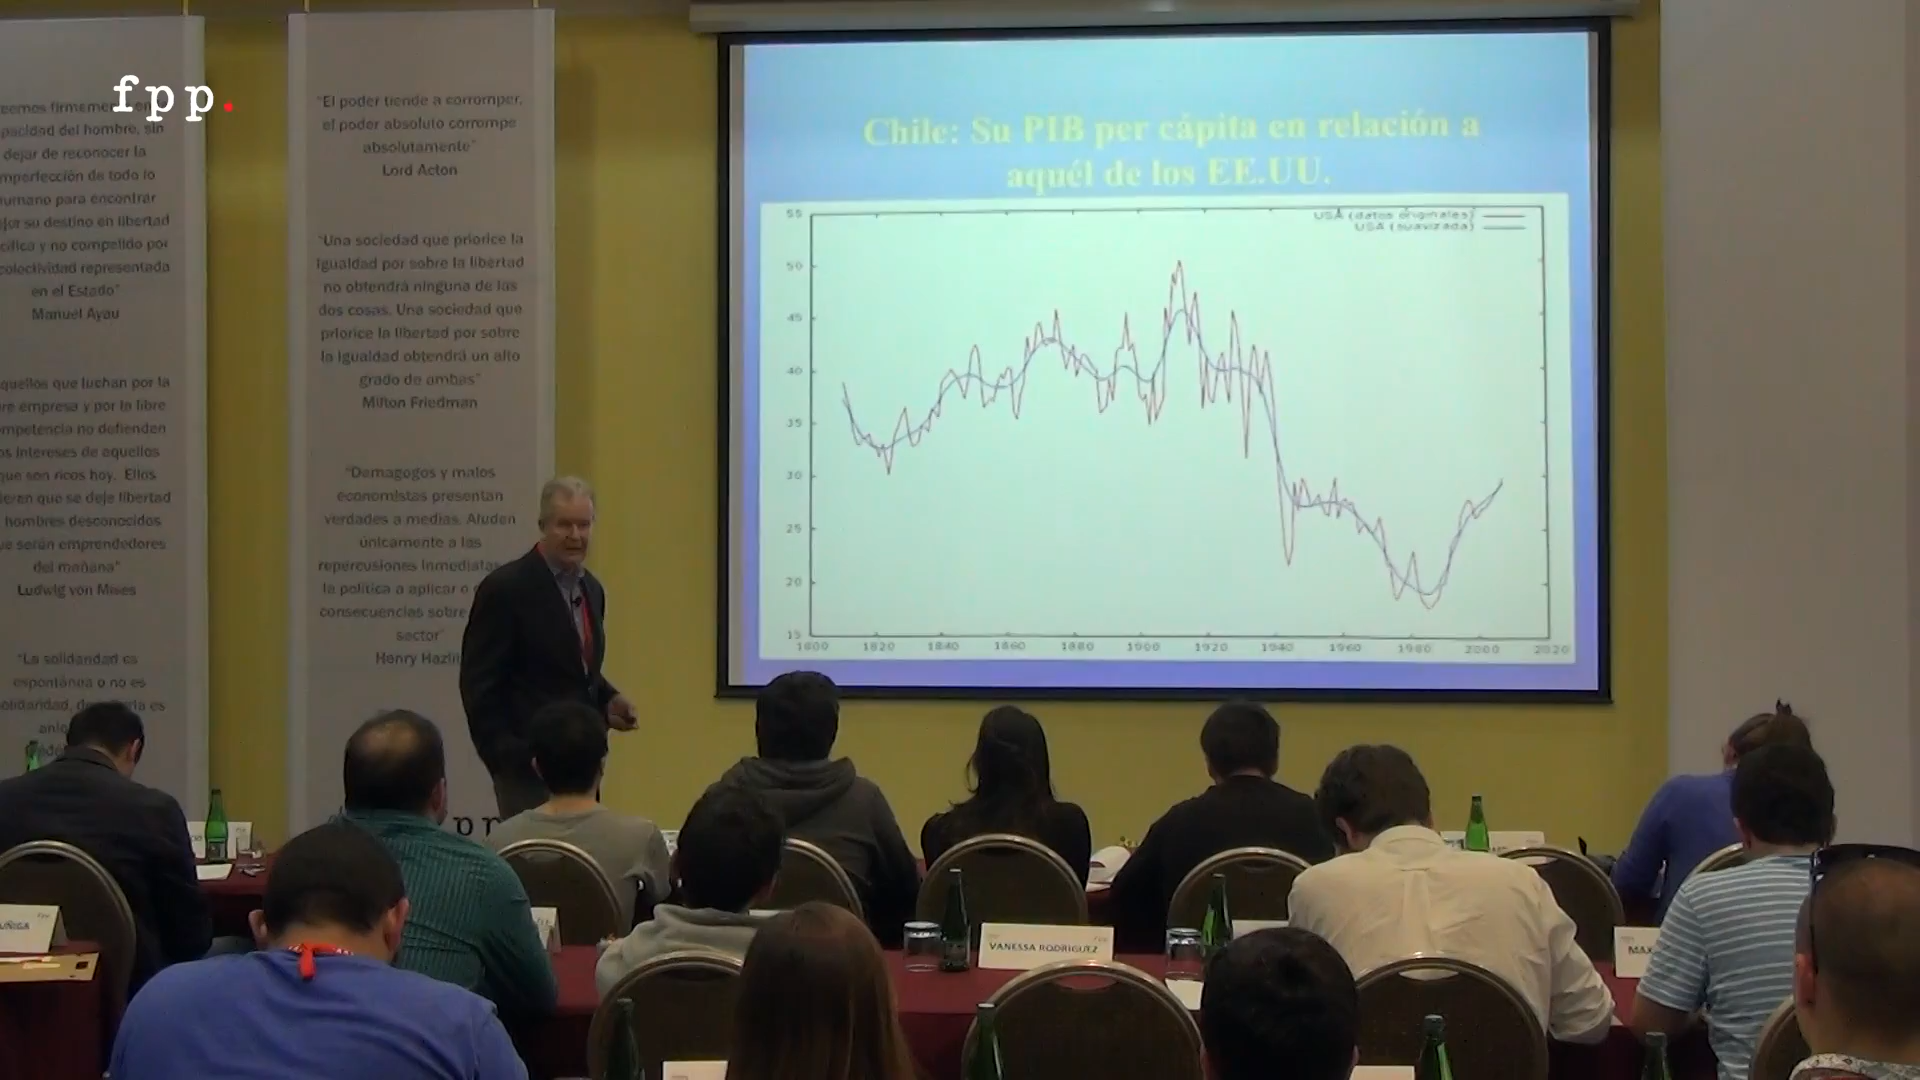 fpp.
pacidad del hombre, sin
dejar de reconocer la
imperfección de todo lo
humano para encontrar
su destino en libertad
y no compelido por
colectividad representada
en el Estado"
Manuel Ayau
aquellos que luchan por la
empresa y por la libre
competencia no defienden
los intereses de aquellos
que son ricos hoy. Ellos
que se deje libertad
hombres desconocidos
que serán emprendedores
del mañana"
Ludwig von Mises
"La solidaridad es
espontánea o no es
solidaridad,
"El poder tiende a corromper,
el poder absoluto corrompe
absolutamente"
Lord Acton
"Una sociedad que priorice la
igualdad por sobre la libertad
no obtendrá ninguna de las
dos cosas. Una sociedad que
priorice la libertad por sobre
la igualdad obtendrá un alto
grado de ambas"
Milton Friedman
"Demagogos y malos
economistas presentan
verdades a medias. Aluden
únicamente a las
repercusiones inmediatas
la política a aplicar o
consecuencias sobre
sector"
Henry Hazlit
Chile: Su PIB per cápita en relación a
aquél de los EE.UU.
USA (datos originales)
USA (suavizada)
55
50
45
40
35
30
25
20
15
1800 1820 1840 1860 1880 1900 1920 1940 1960 1980 2000 2020
VANESSA RODRIGUEZ
MAX